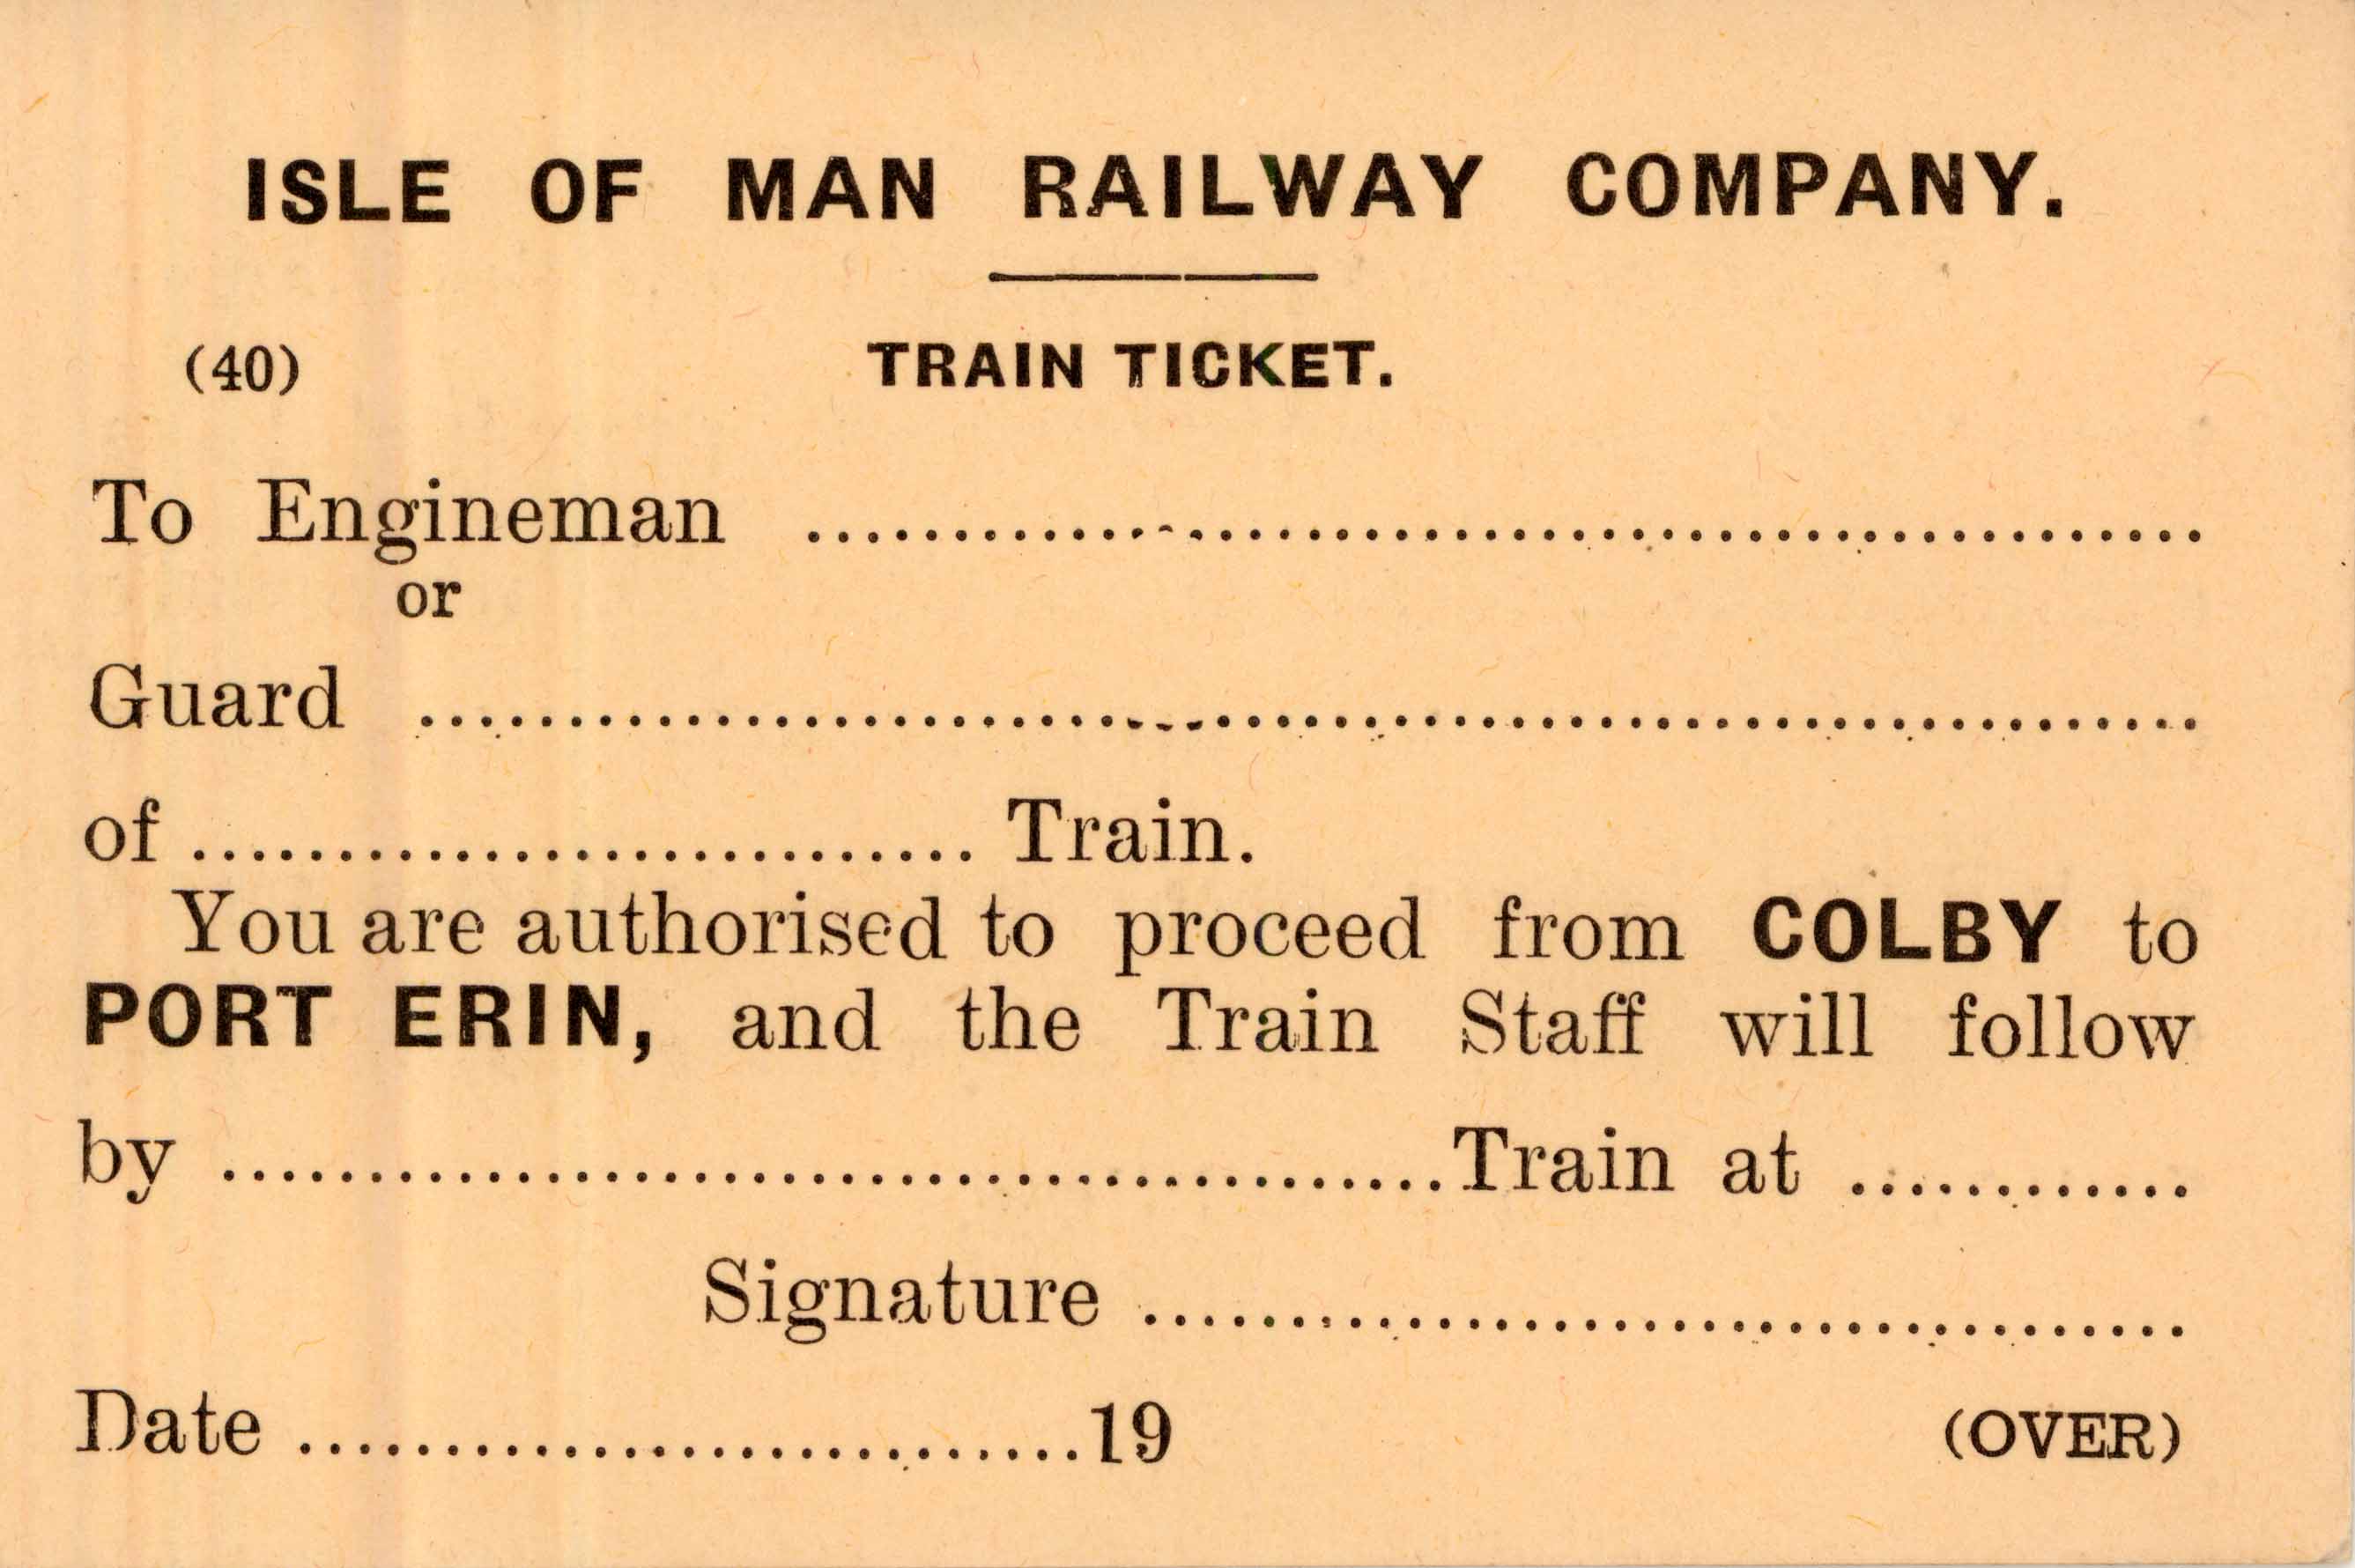 ISLE OF MAN RAILWAY COMPANY.
(40) TRAIN TICKET.
To Engineman ................................................
or
Guard .............................................................
of ........................... Train.
You are authorised to proceed from COLBY to
PORT ERIN, and the Train Staff will follow
by ..........................................Train at ............
Signature ....................................
Date ...........................19 (OVER)